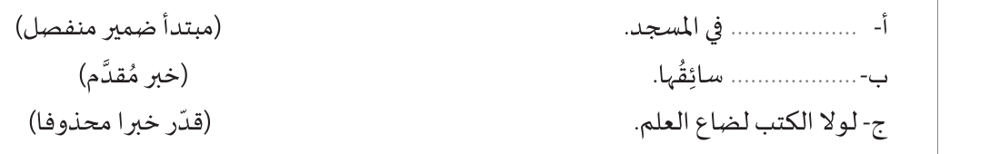 أ- ................... في المسجد. (مبتدأ ضمير منفصل)
ب- ................... سائِقُها. (خبر مُقدَّم)
ج- لولا الكتب لضاع العلم. (قدّر خبرا محذوفا)